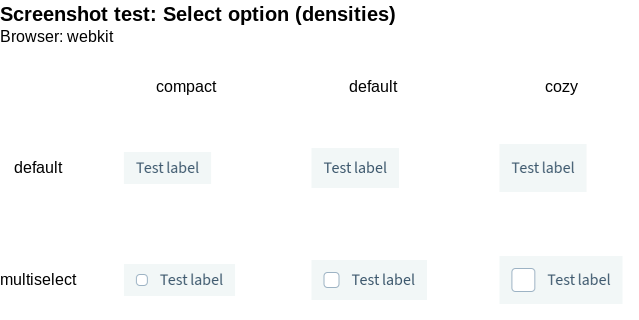 Screenshot test: Select option (densities)
Browser: webkit
compact default cozy
default Test label Test label Test label
multiselect Test label Test label Test label